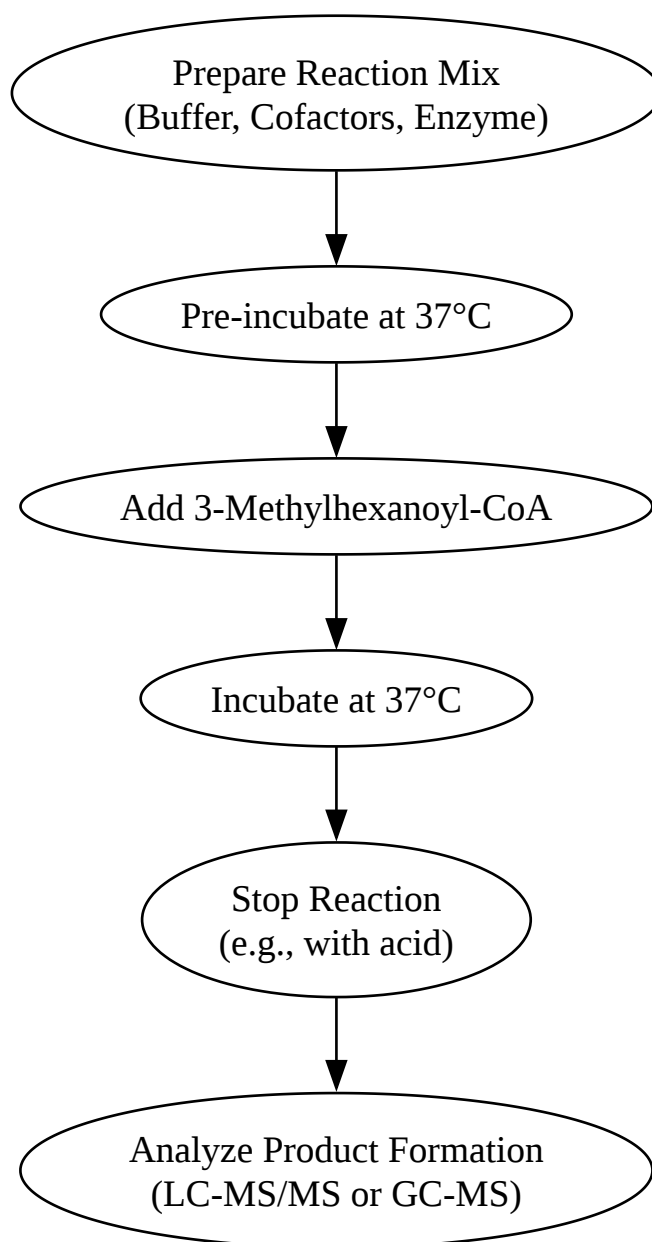 Prepare Reaction Mix
(Buffer, Cofactors, Enzyme)
Pre-incubate at 37°C
Add 3-Methylhexanoyl-CoA
Incubate at 37°C
Stop Reaction
(e.g., with acid)
Analyze Product Formation
(LC-MS/MS or GC-MS)